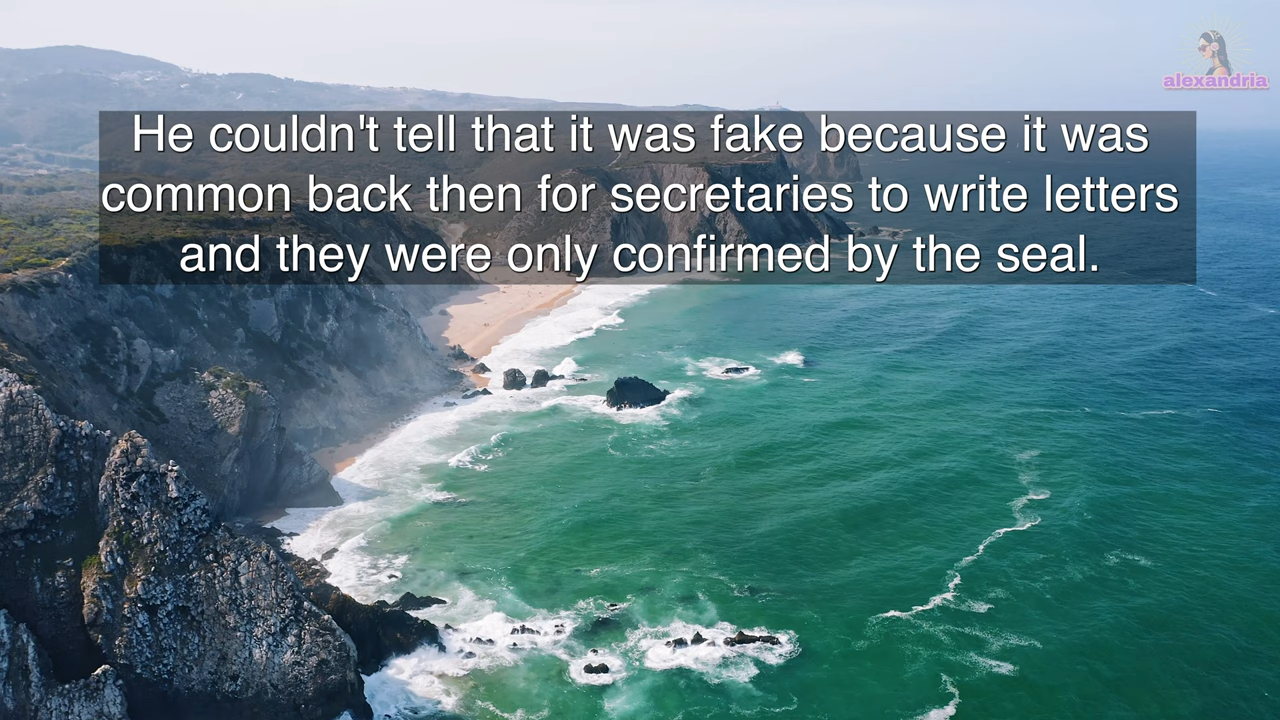 alexandria
He couldn't tell that it was fake because it was
common back then for secretaries to write letters
and they were only confirmed by the seal.